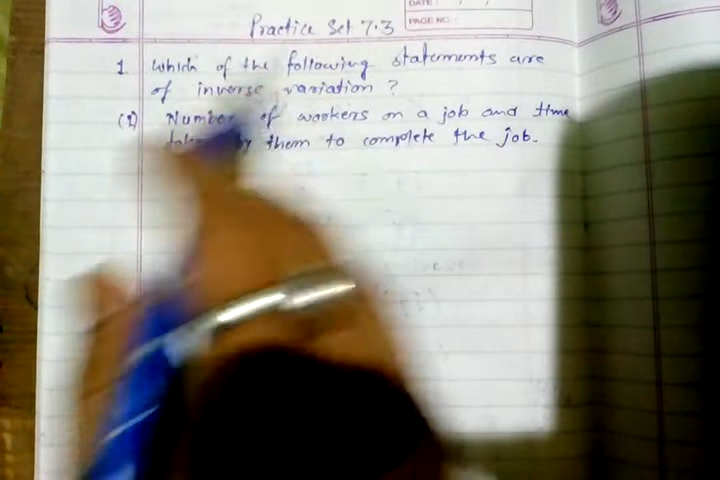 DATE: / /
PAGE NO.:
Practice Set 7.3
1 Which of the following statements are
of inverse variation ?
(1) Number of workers on a job and time
them to complete the job.